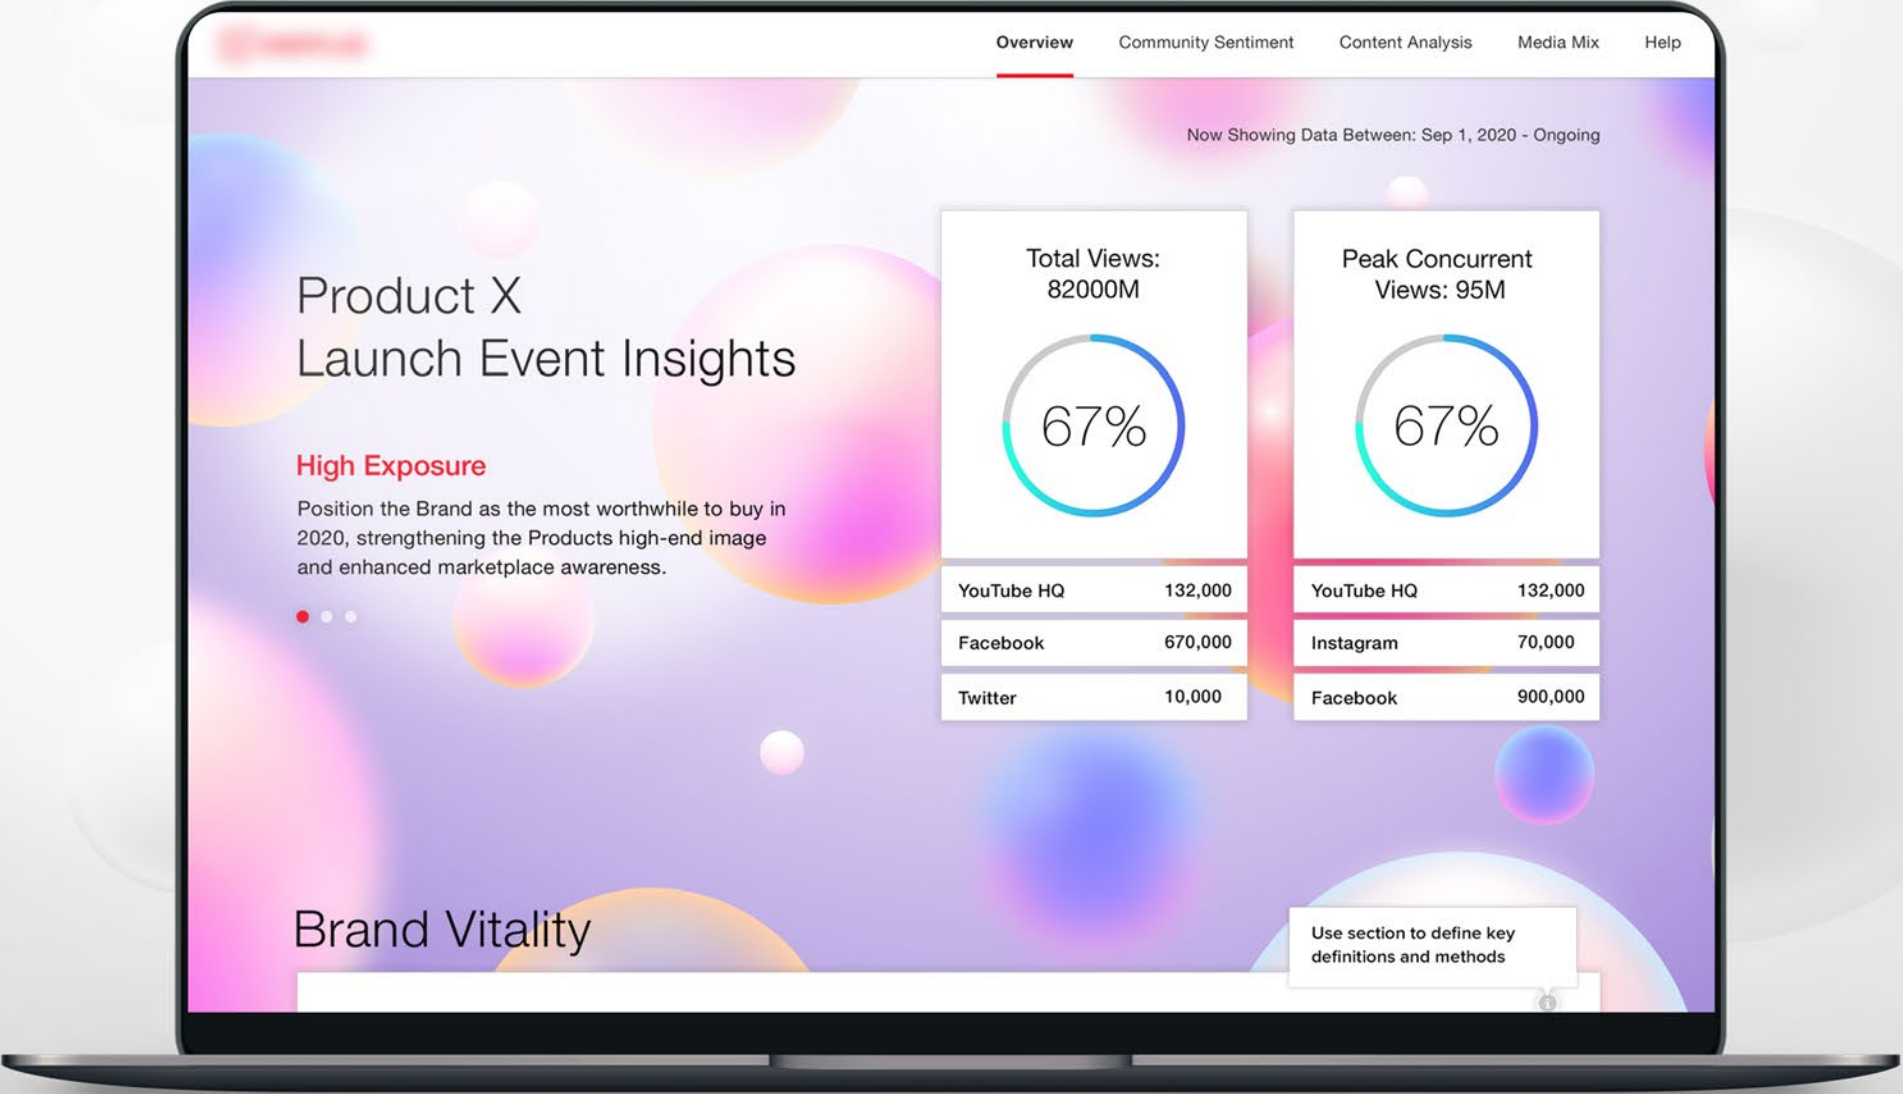 Overview Community Sentiment Content Analysis Media Mix Help
Now Showing Data Between: Sep 1, 2020 - Ongoing
Product X
Launch Event Insights
High Exposure
Position the Brand as the most worthwhile to buy in
2020, strengthening the Products high-end image
and enhanced marketplace awareness.
Total Views:
82000M
67%
YouTube HQ 132,000
Facebook 670,000
Twitter 10,000
Peak Concurrent
Views: 95M
67%
YouTube HQ 132,000
Instagram 70,000
Facebook 900,000
Brand Vitality
Use section to define key
definitions and methods
i